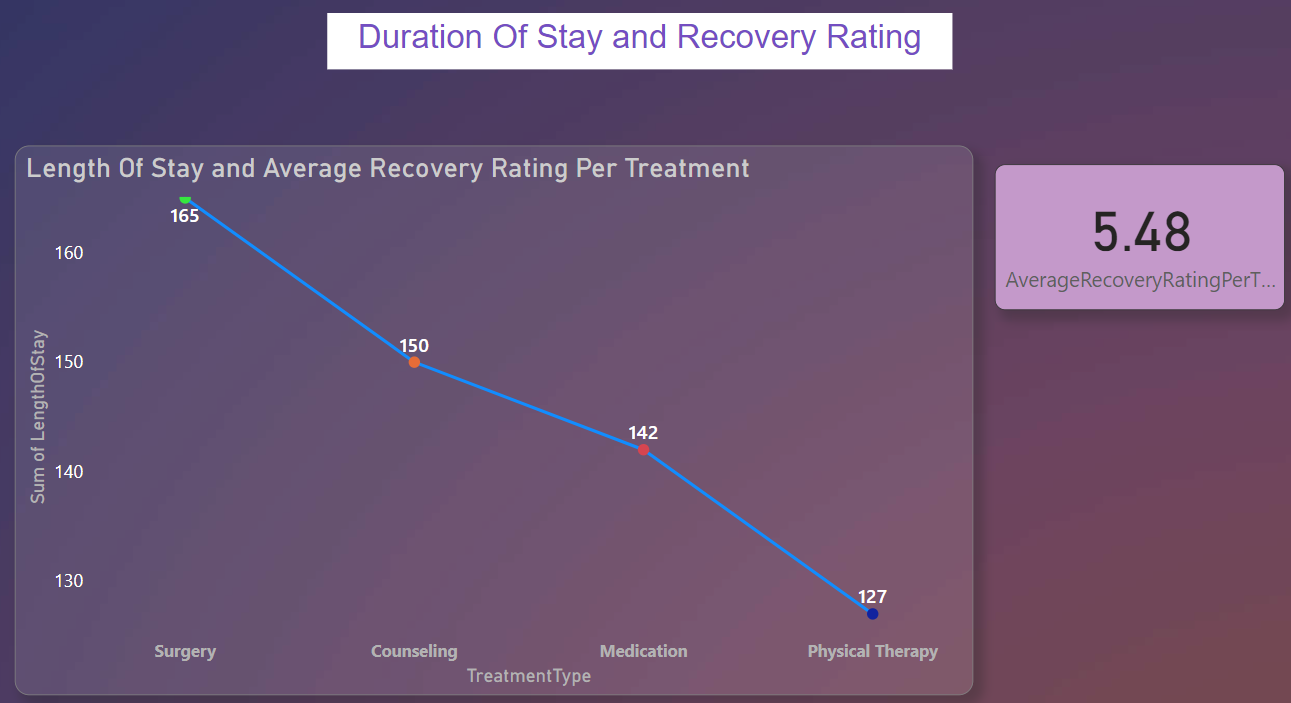 Duration Of Stay and Recovery Rating
Length Of Stay and Average Recovery Rating Per Treatment
5.48
AverageRecoveryRatingPerT...
165
160
150
150
142
140
130
127
Sum of LengthOfStay
Surgery
Counseling
Medication
Physical Therapy
TreatmentType